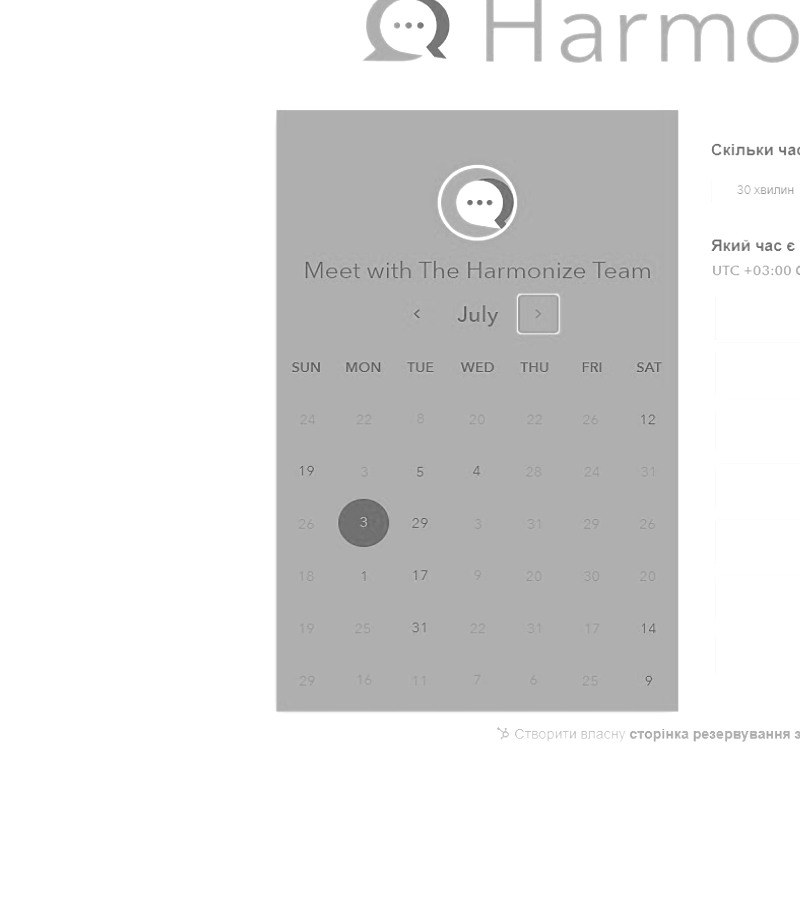 Harmo
Meet with The Harmonize Team
July
SUN MON TUE WED THU FRI SAT
24 22 8 20 22 26 12
19 3 5 4 28 24 31
26 3 29 3 31 29 26
18 1 17 9 20 30 20
19 25 31 22 31 17 14
29 16 11 7 6 25 9
Скільки час
30 хвилин
Який час є
UTC +03:00
Створити власну сторінка резервування з